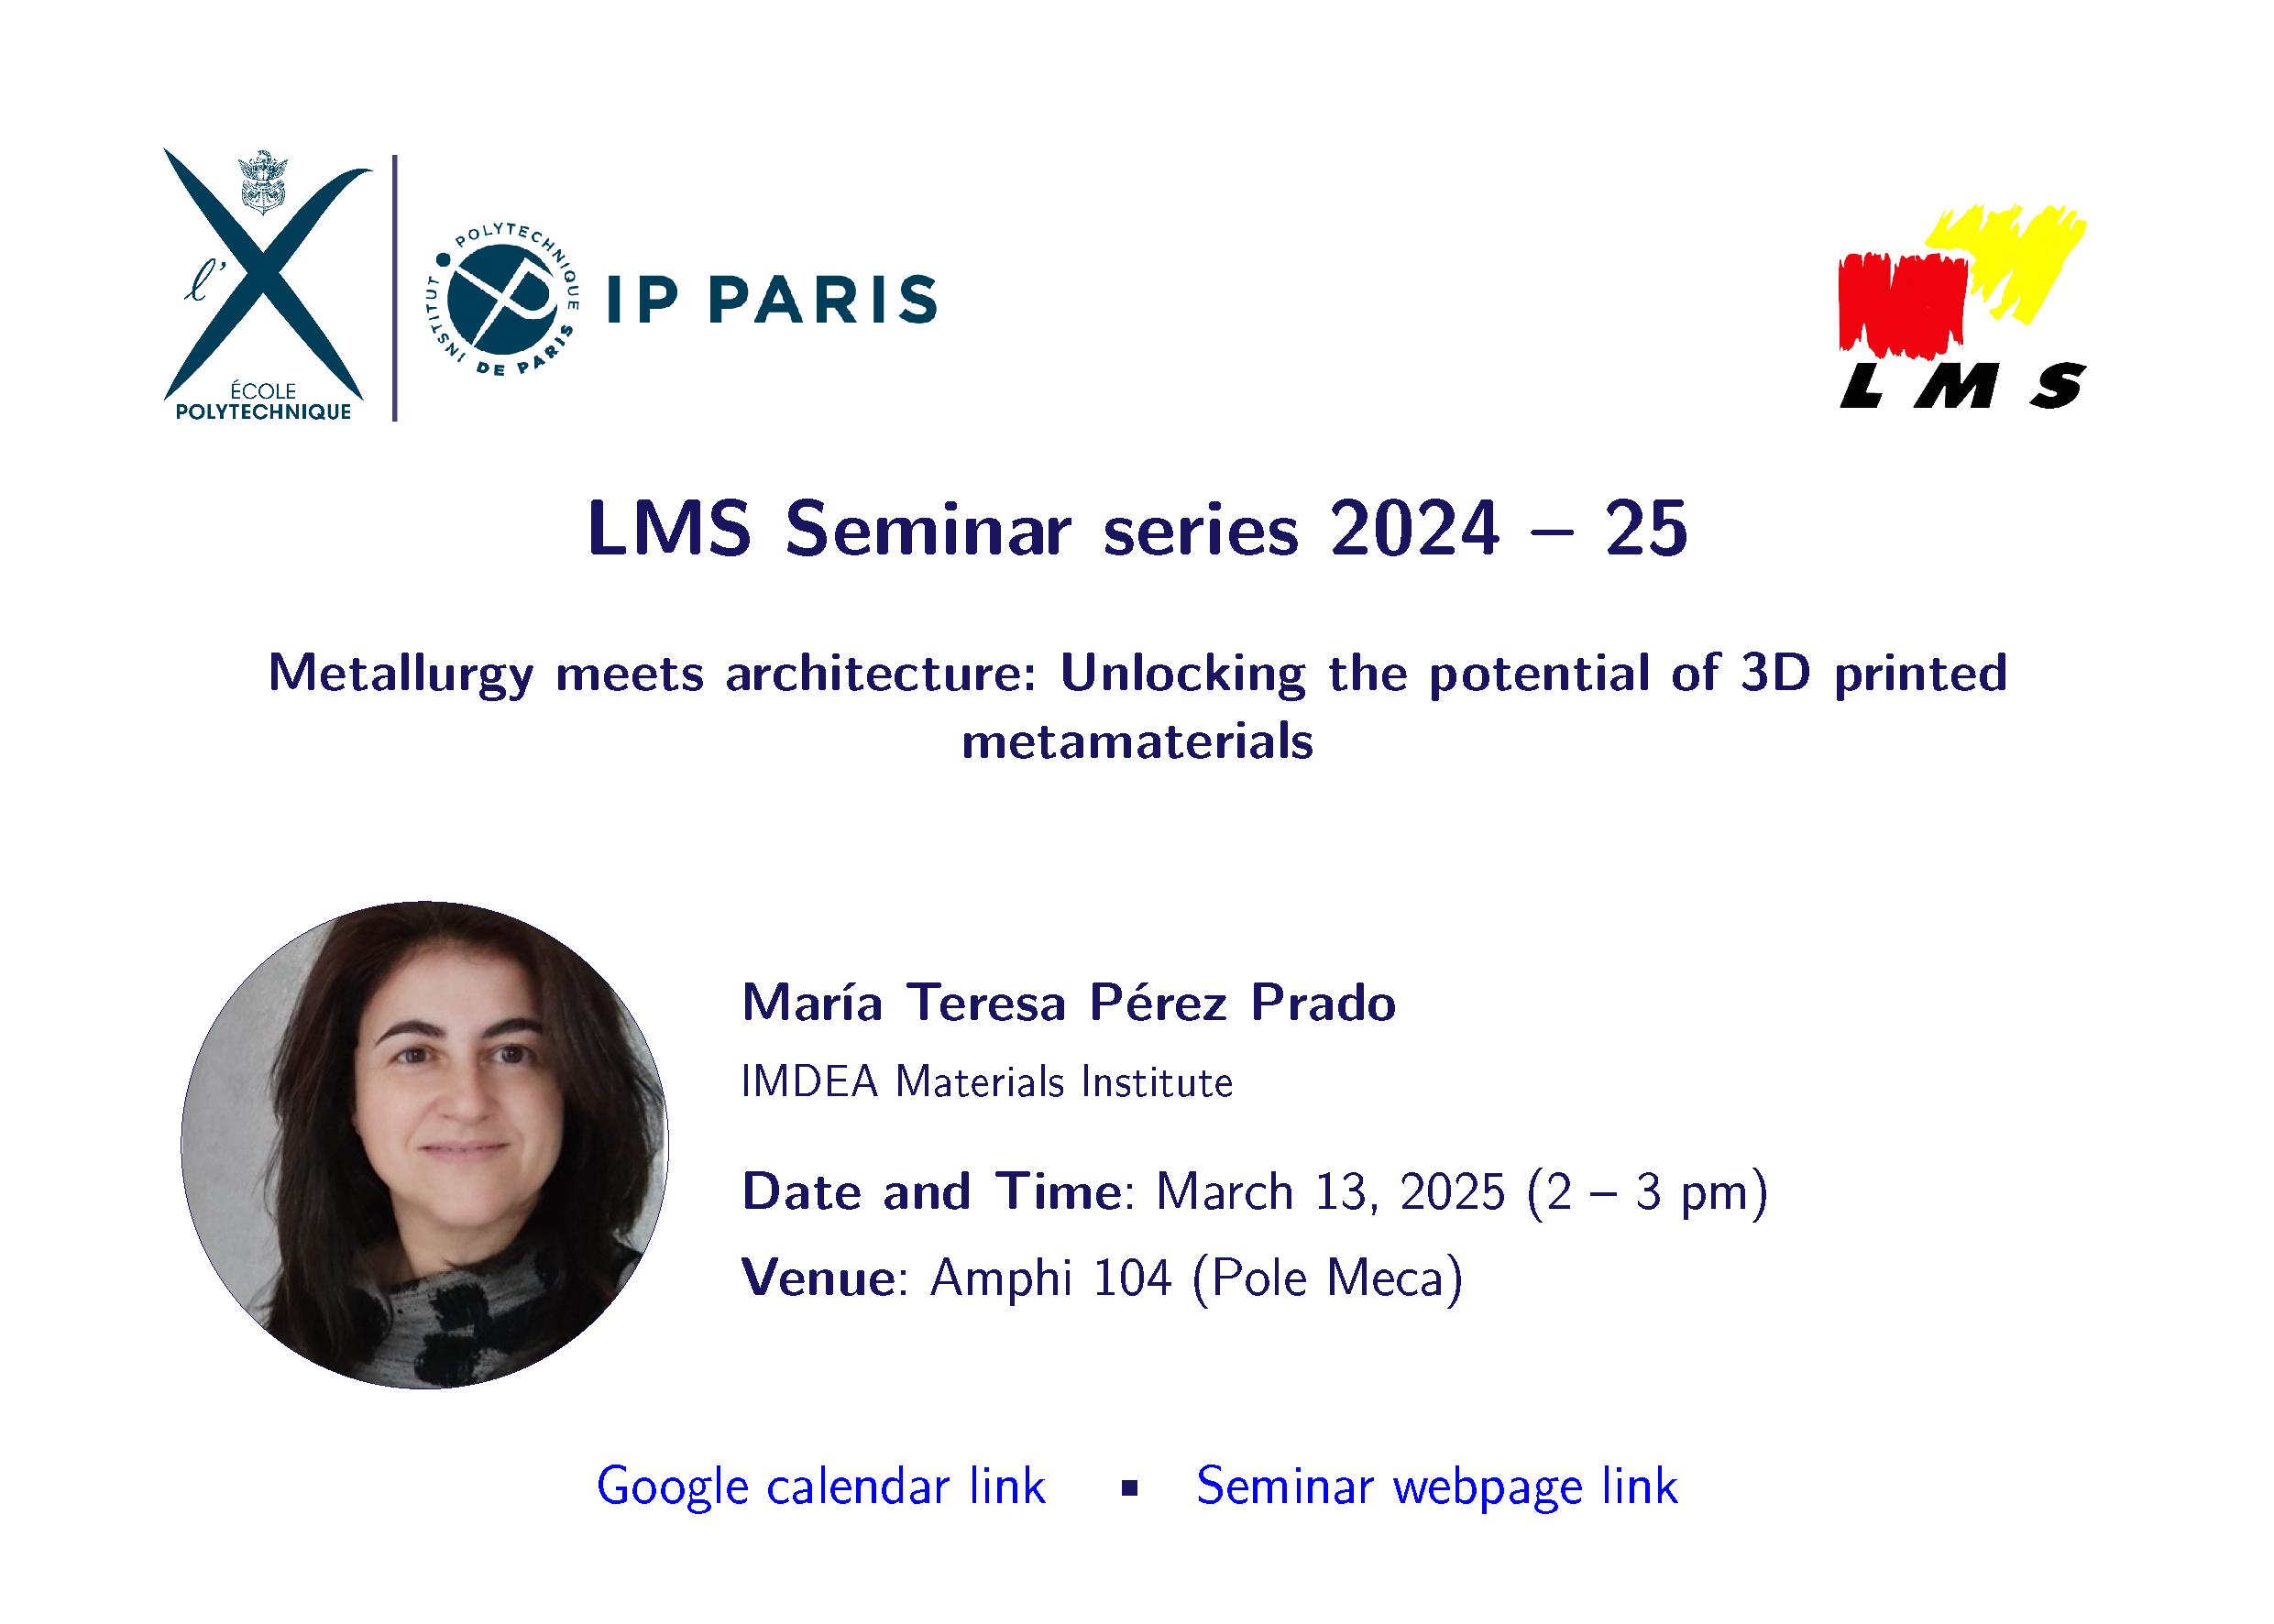 l'
ÉCOLE
POLYTECHNIQUE
INSTITUT POLYTECHNIQUE DE PARIS
IP PARIS
L M S
LMS Seminar series 2024 – 25
Metallurgy meets architecture: Unlocking the potential of 3D printed
metamaterials
María Teresa Pérez Prado
IMDEA Materials Institute
Date and Time: March 13, 2025 (2 – 3 pm)
Venue: Amphi 104 (Pole Meca)
Google calendar link ▪ Seminar webpage link